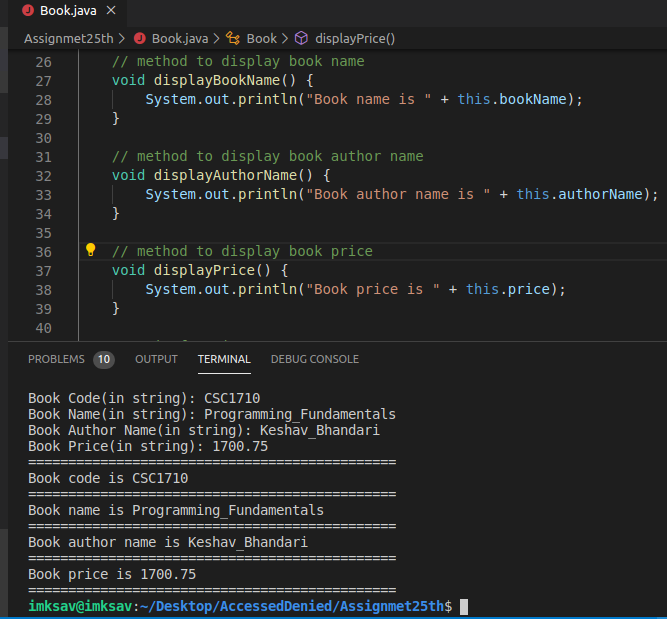 Book.java ×
Assignmet25th > Book.java > Book > displayPrice()
26 // method to display book name
27 void displayBookName() {
28 System.out.println("Book name is " + this.bookName);
29 }
30
31 // method to display book author name
32 void displayAuthorName() {
33 System.out.println("Book author name is " + this.authorName);
34 }
35
36 // method to display book price
37 void displayPrice() {
38 System.out.println("Book price is " + this.price);
39 }
40
PROBLEMS 10 OUTPUT TERMINAL DEBUG CONSOLE
Book Code(in string): CSC1710
Book Name(in string): Programming_Fundamentals
Book Author Name(in string): Keshav_Bhandari
Book Price(in string): 1700.75
==============================================
Book code is CSC1710
==============================================
Book name is Programming_Fundamentals
==============================================
Book author name is Keshav_Bhandari
==============================================
Book price is 1700.75
==============================================
imksav@imksav:~/Desktop/AccessedDenied/Assignmet25th$